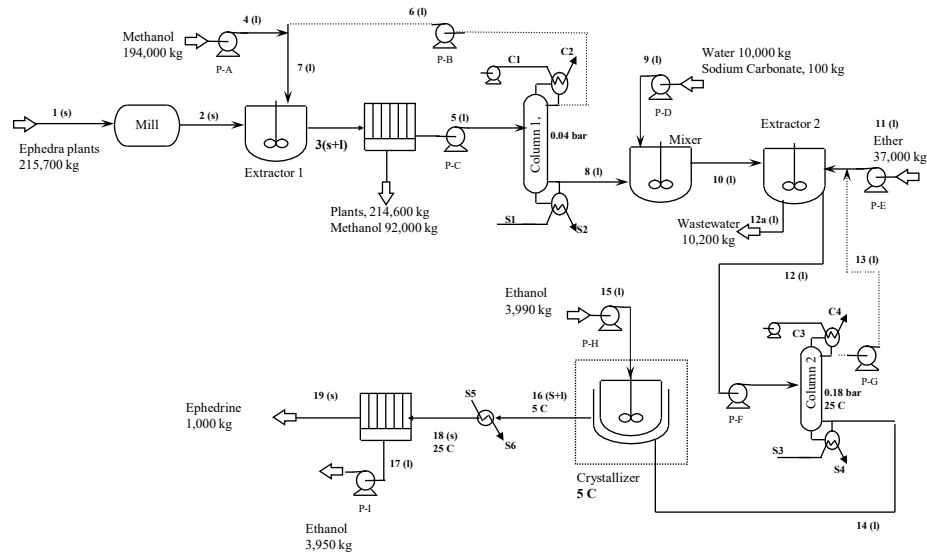 4 (l)
6 (l)
Methanol
194,000 kg
P-A
P-B
C1
C2
9 (l)
Water 10,000 kg
Sodium Carbonate, 100 kg
P-D
7 (l)
1 (s)
Mill
2 (s)
Ephedra plants
215,700 kg
Extractor 1
3(s+l)
5 (l)
P-C
Column 1,
0.04 bar
Mixer
Extractor 2
11 (l)
Ether
37,000 kg
P-E
8 (l)
10 (l)
Plants, 214,600 kg
Methanol 92,000 kg
S1
S2
Wastewater
10,200 kg
12a (l)
12 (l)
13 (l)
Ethanol
3,990 kg
15 (l)
P-H
C3
C4
P-G
Column 2
0.18 bar
25 C
P-F
S3
S4
Ephedrine
1,000 kg
19 (s)
S5
S6
16 (S+l)
5 C
18 (s)
25 C
17 (l)
P-I
Crystallizer
5 C
14 (l)
Ethanol
3,950 kg